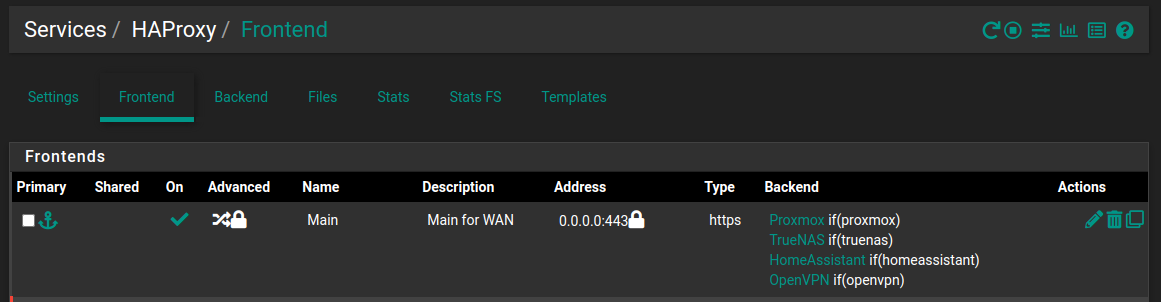 Services / HAProxy / Frontend
Settings Frontend Backend Files Stats Stats FS Templates
Frontends
Primary Shared On Advanced Name Description Address Type Backend Actions
Main Main for WAN 0.0.0.0:443 https Proxmox if(proxmox)
TrueNAS if(truenas)
HomeAssistant if(homeassistant)
OpenVPN if(openvpn)